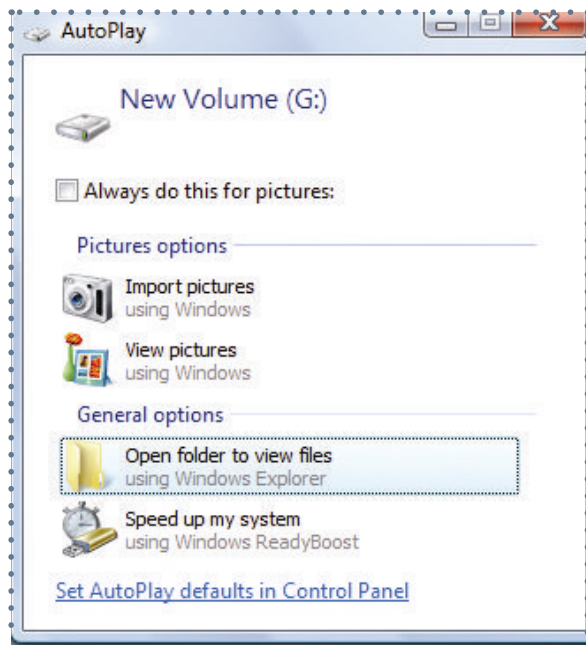 AutoPlay
New Volume (G:)
Always do this for pictures:
Pictures options
Import pictures
using Windows
View pictures
using Windows
General options
Open folder to view files
using Windows Explorer
Speed up my system
using Windows ReadyBoost
Set AutoPlay defaults in Control Panel